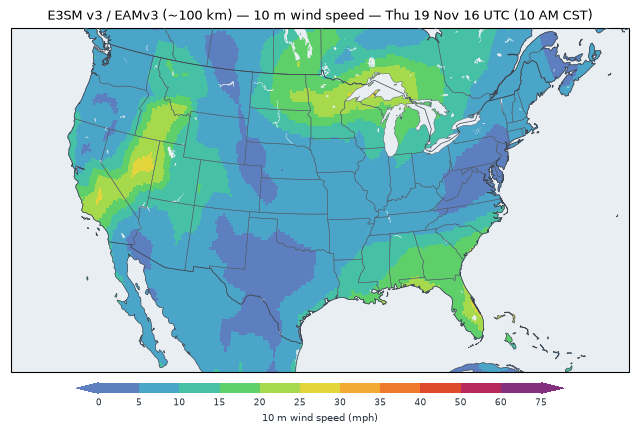 E3SM v3 / EAMv3 (~100 km) — 10 m wind speed — Thu 19 Nov 16 UTC (10 AM CST)
0 5 10 15 20 25 30 35 40 50 60 75
10 m wind speed (mph)